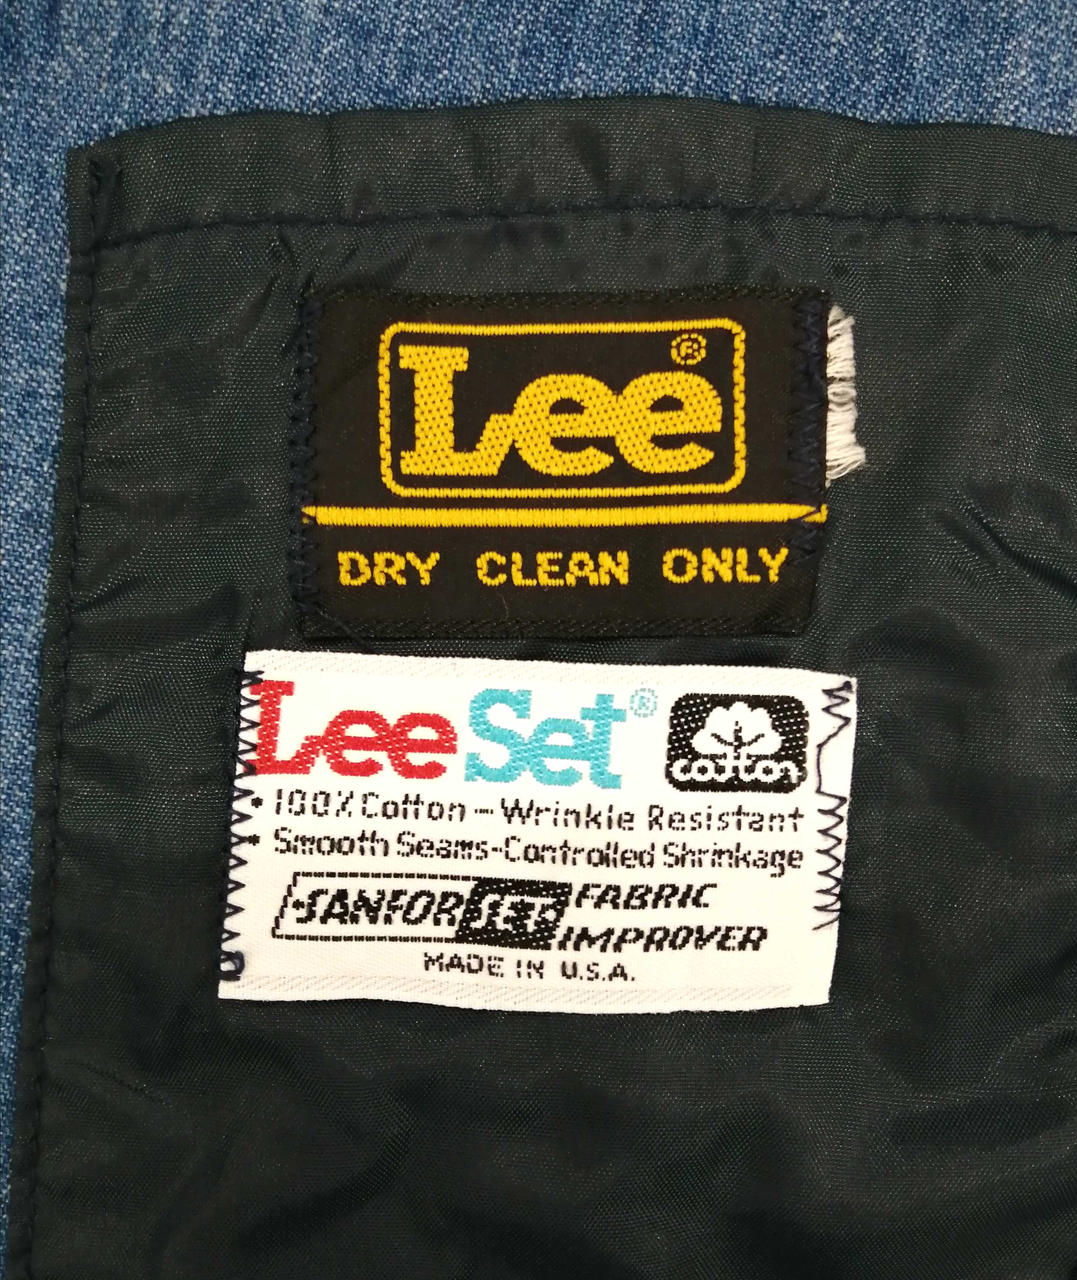 Lee®
DRY CLEAN ONLY
LeeSet®
cotton
• 100% Cotton – Wrinkle Resistant
• Smooth Seams-Controlled Shrinkage
SANFOR SET FABRIC
IMPROVER
MADE IN U.S.A.